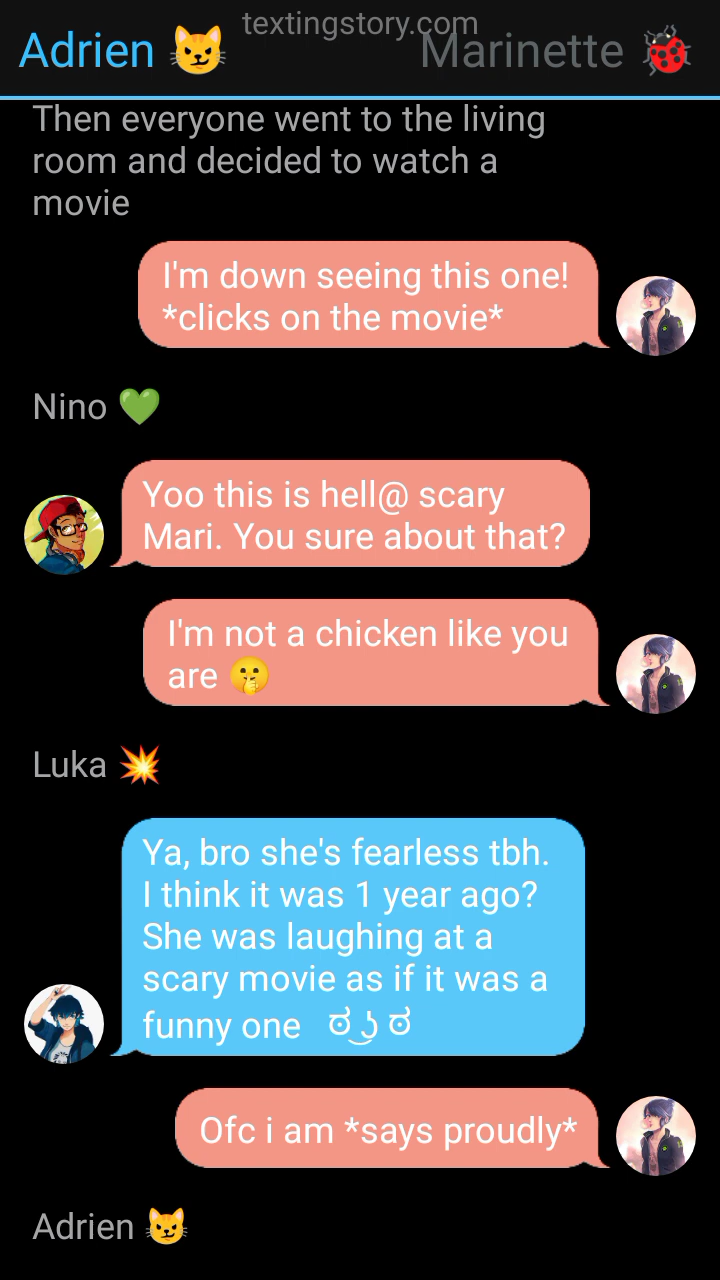 textingstory.com
Adrien 😼 Marinette 🐞
Then everyone went to the living
room and decided to watch a
movie
I'm down seeing this one!
*clicks on the movie*
Nino 💚
Yoo this is hell@ scary
Mari. You sure about that?
I'm not a chicken like you
are 🤫
Luka 💥
Ya, bro she's fearless tbh.
I think it was 1 year ago?
She was laughing at a
scary movie as if it was a
funny one ಠ ͜ʖ ಠ
Ofc i am *says proudly*
Adrien 😼